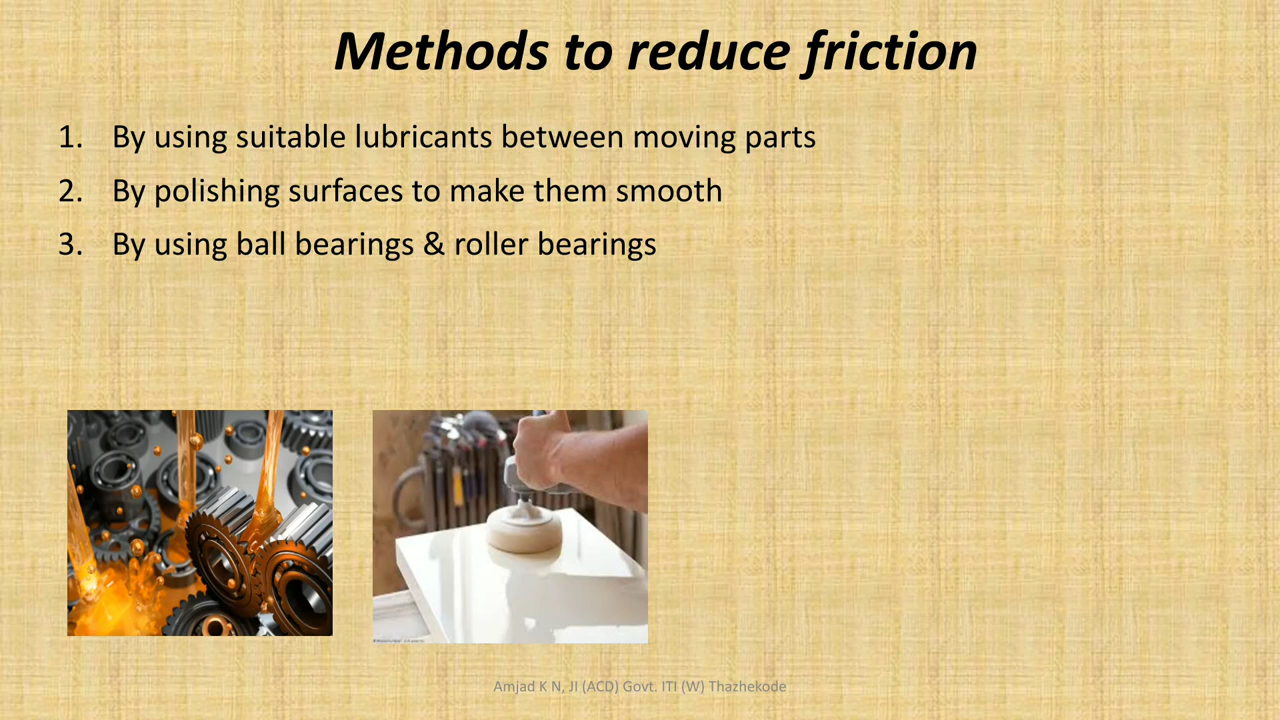 Methods to reduce friction
1. By using suitable lubricants between moving parts
2. By polishing surfaces to make them smooth
3. By using ball bearings & roller bearings
Amjad K N, JI (ACD) Govt. ITI (W) Thazhekode